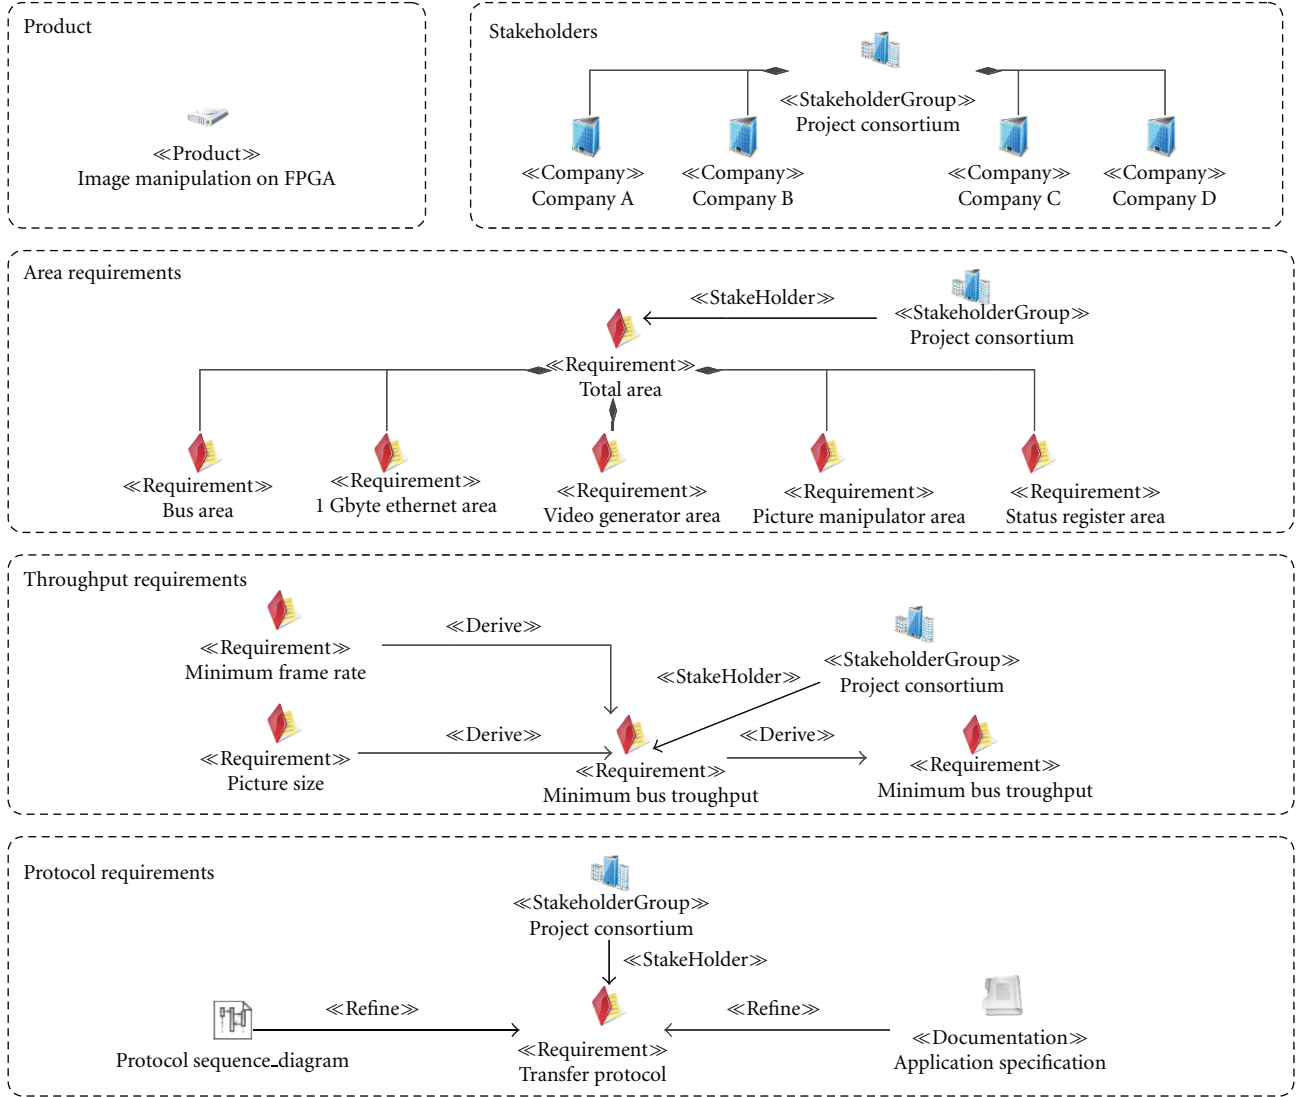 Product
≪Product≫
Image manipulation on FPGA
Stakeholders
≪StakeholderGroup≫
Project consortium
≪Company≫
Company A
≪Company≫
Company B
≪Company≫
Company C
≪Company≫
Company D
Area requirements
≪StakeHolder≫
≪StakeholderGroup≫
Project consortium
≪Requirement≫
Total area
≪Requirement≫
Bus area
≪Requirement≫
1 Gbyte ethernet area
≪Requirement≫
Video generator area
≪Requirement≫
Picture manipulator area
≪Requirement≫
Status register area
Throughput requirements
≪Requirement≫
Minimum frame rate
≪Derive≫
≪StakeholderGroup≫
Project consortium
≪StakeHolder≫
≪Requirement≫
Picture size
≪Derive≫
≪Requirement≫
Minimum bus troughput
≪Derive≫
≪Requirement≫
Minimum bus troughput
Protocol requirements
≪StakeholderGroup≫
Project consortium
≪StakeHolder≫
Protocol sequence_diagram
≪Refine≫
≪Requirement≫
Transfer protocol
≪Refine≫
≪Documentation≫
Application specification